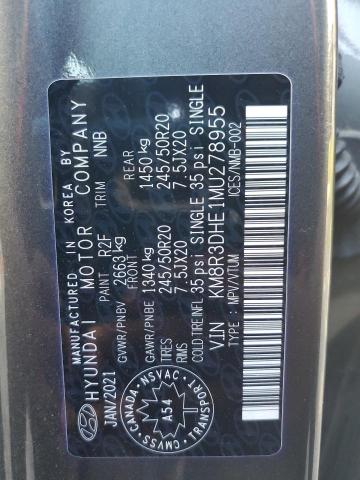 MANUFACTURED IN KOREA BY
HYUNDAI MOTOR COMPANY
JAN/2021 PAINT R2F TRIM NNB
GVWR/PNBV 2663 kg
FRONT REAR
GAWR/PNBE 1340 kg 1450 kg
TIRES 245/50R20 245/50R20
RIMS 7.5JX20 7.5JX20
COLD TIRE INFL 35 psi SINGLE 35 psi SINGLE
VIN KM8R3DHE1MU278955
TYPE: MPV/VTUM ICES/NMB-002
CANADA NSVAC TRANSPORT CMVSS
A54